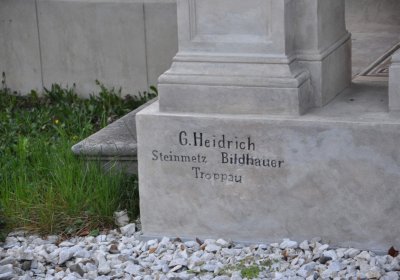 G. Heidrich
Steinmetz Bildhauer
Troppau